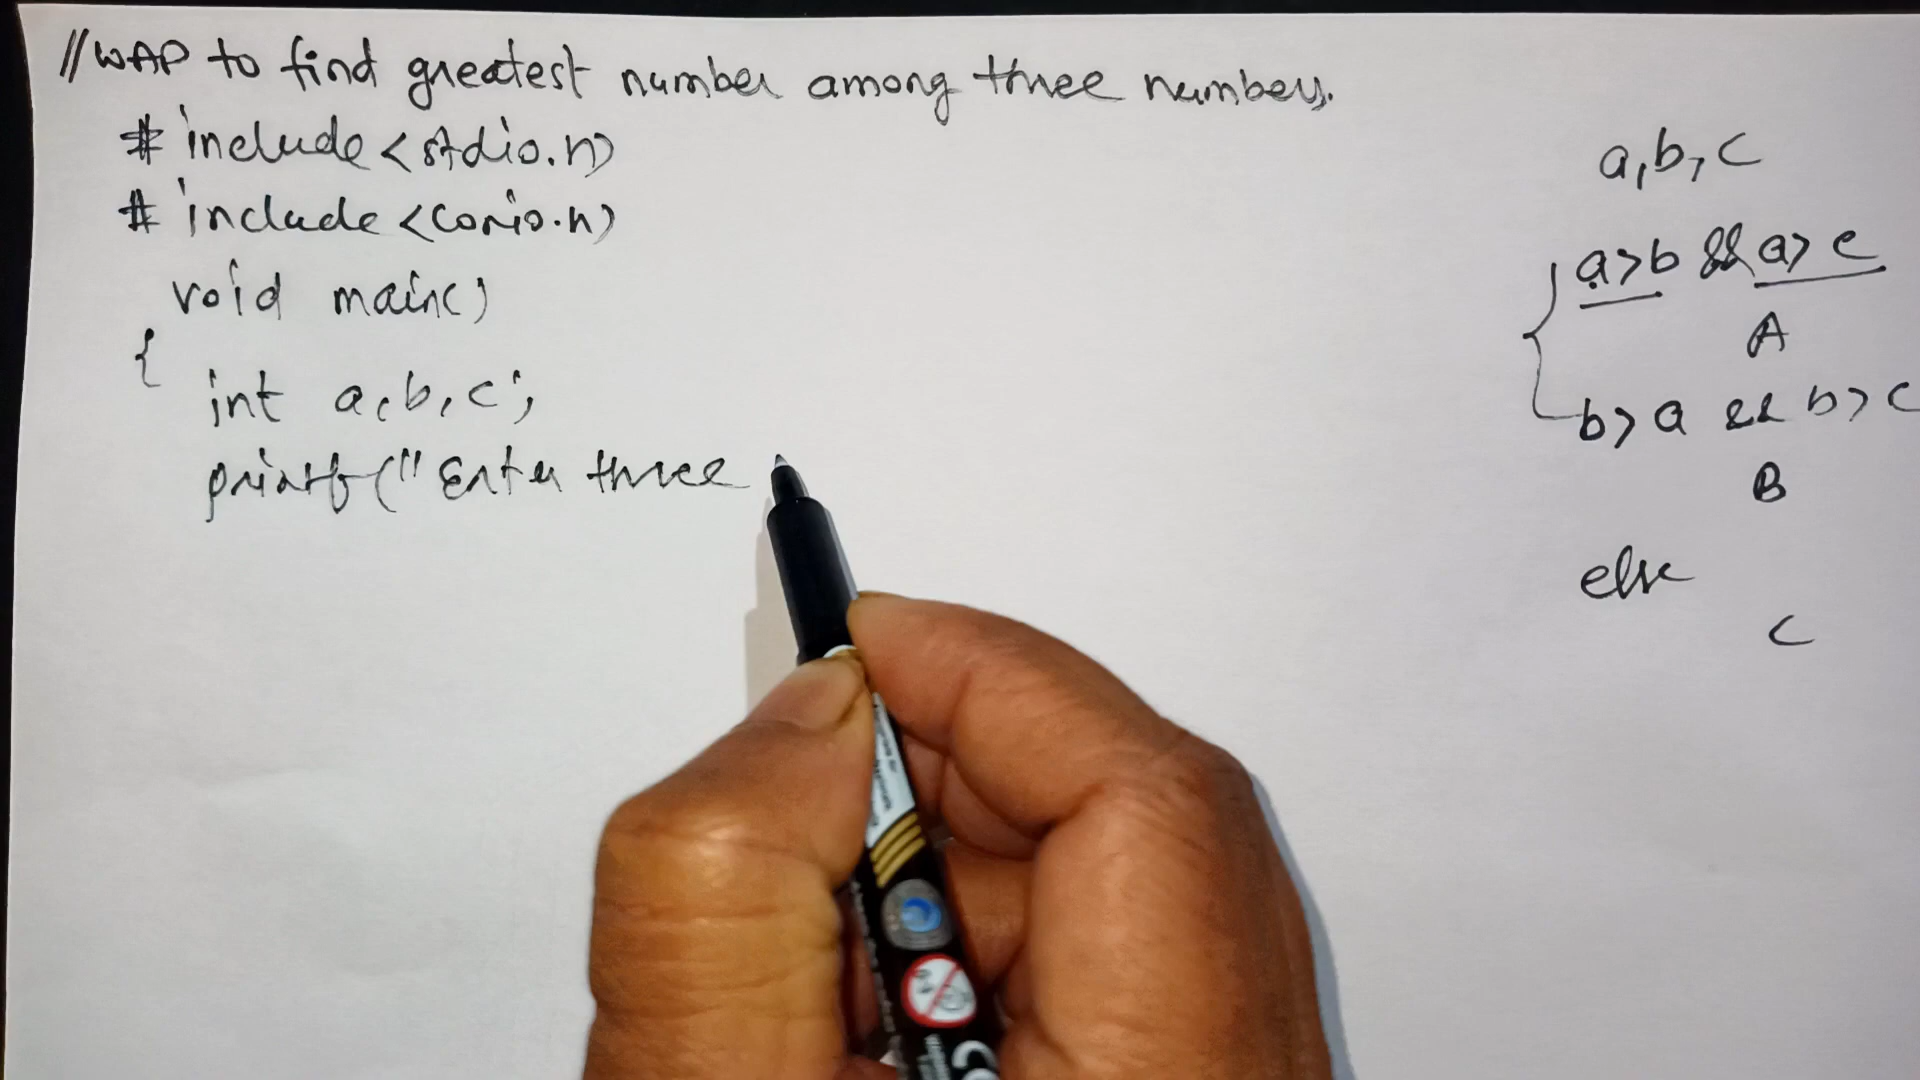 //WAP to find greatest number among three numbers.
# include <stdio.h>
# include <conio.h>
void main()
{
int a,b,c;
printf("Enter three
a,b,c
a>b && a>c
A
b>a && b>c
B
else
C